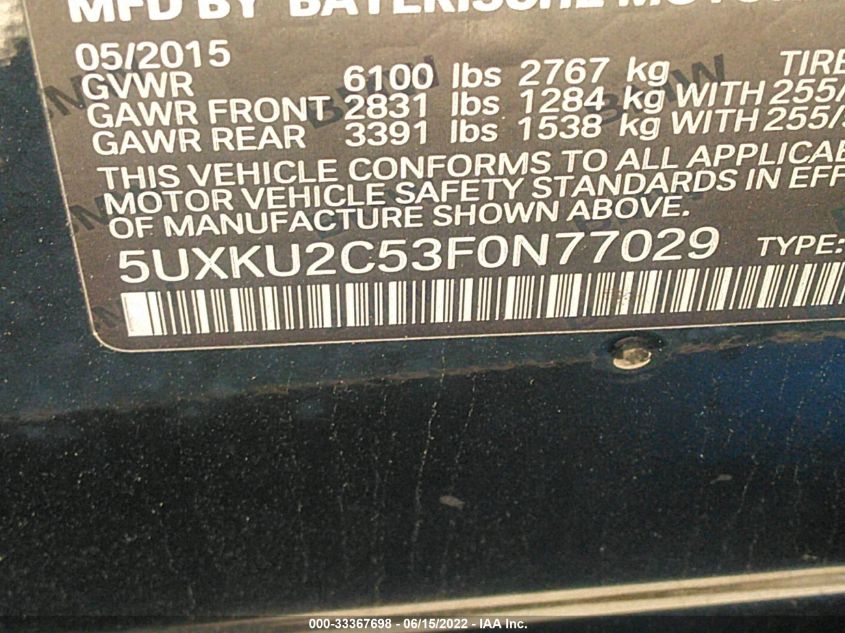 MFD BY BAYERISCHE MOTOR
05/2015
GVWR 6100 lbs 2767 kg TIRE
GAWR FRONT 2831 lbs 1284 kg WITH 255/
GAWR REAR 3391 lbs 1538 kg WITH 255/
THIS VEHICLE CONFORMS TO ALL APPLICAB
MOTOR VEHICLE SAFETY STANDARDS IN EFF
OF MANUFACTURE SHOWN ABOVE.
5UXKU2C53F0N77029 TYPE:
000-33367698 - 06/15/2022 - IAA Inc.